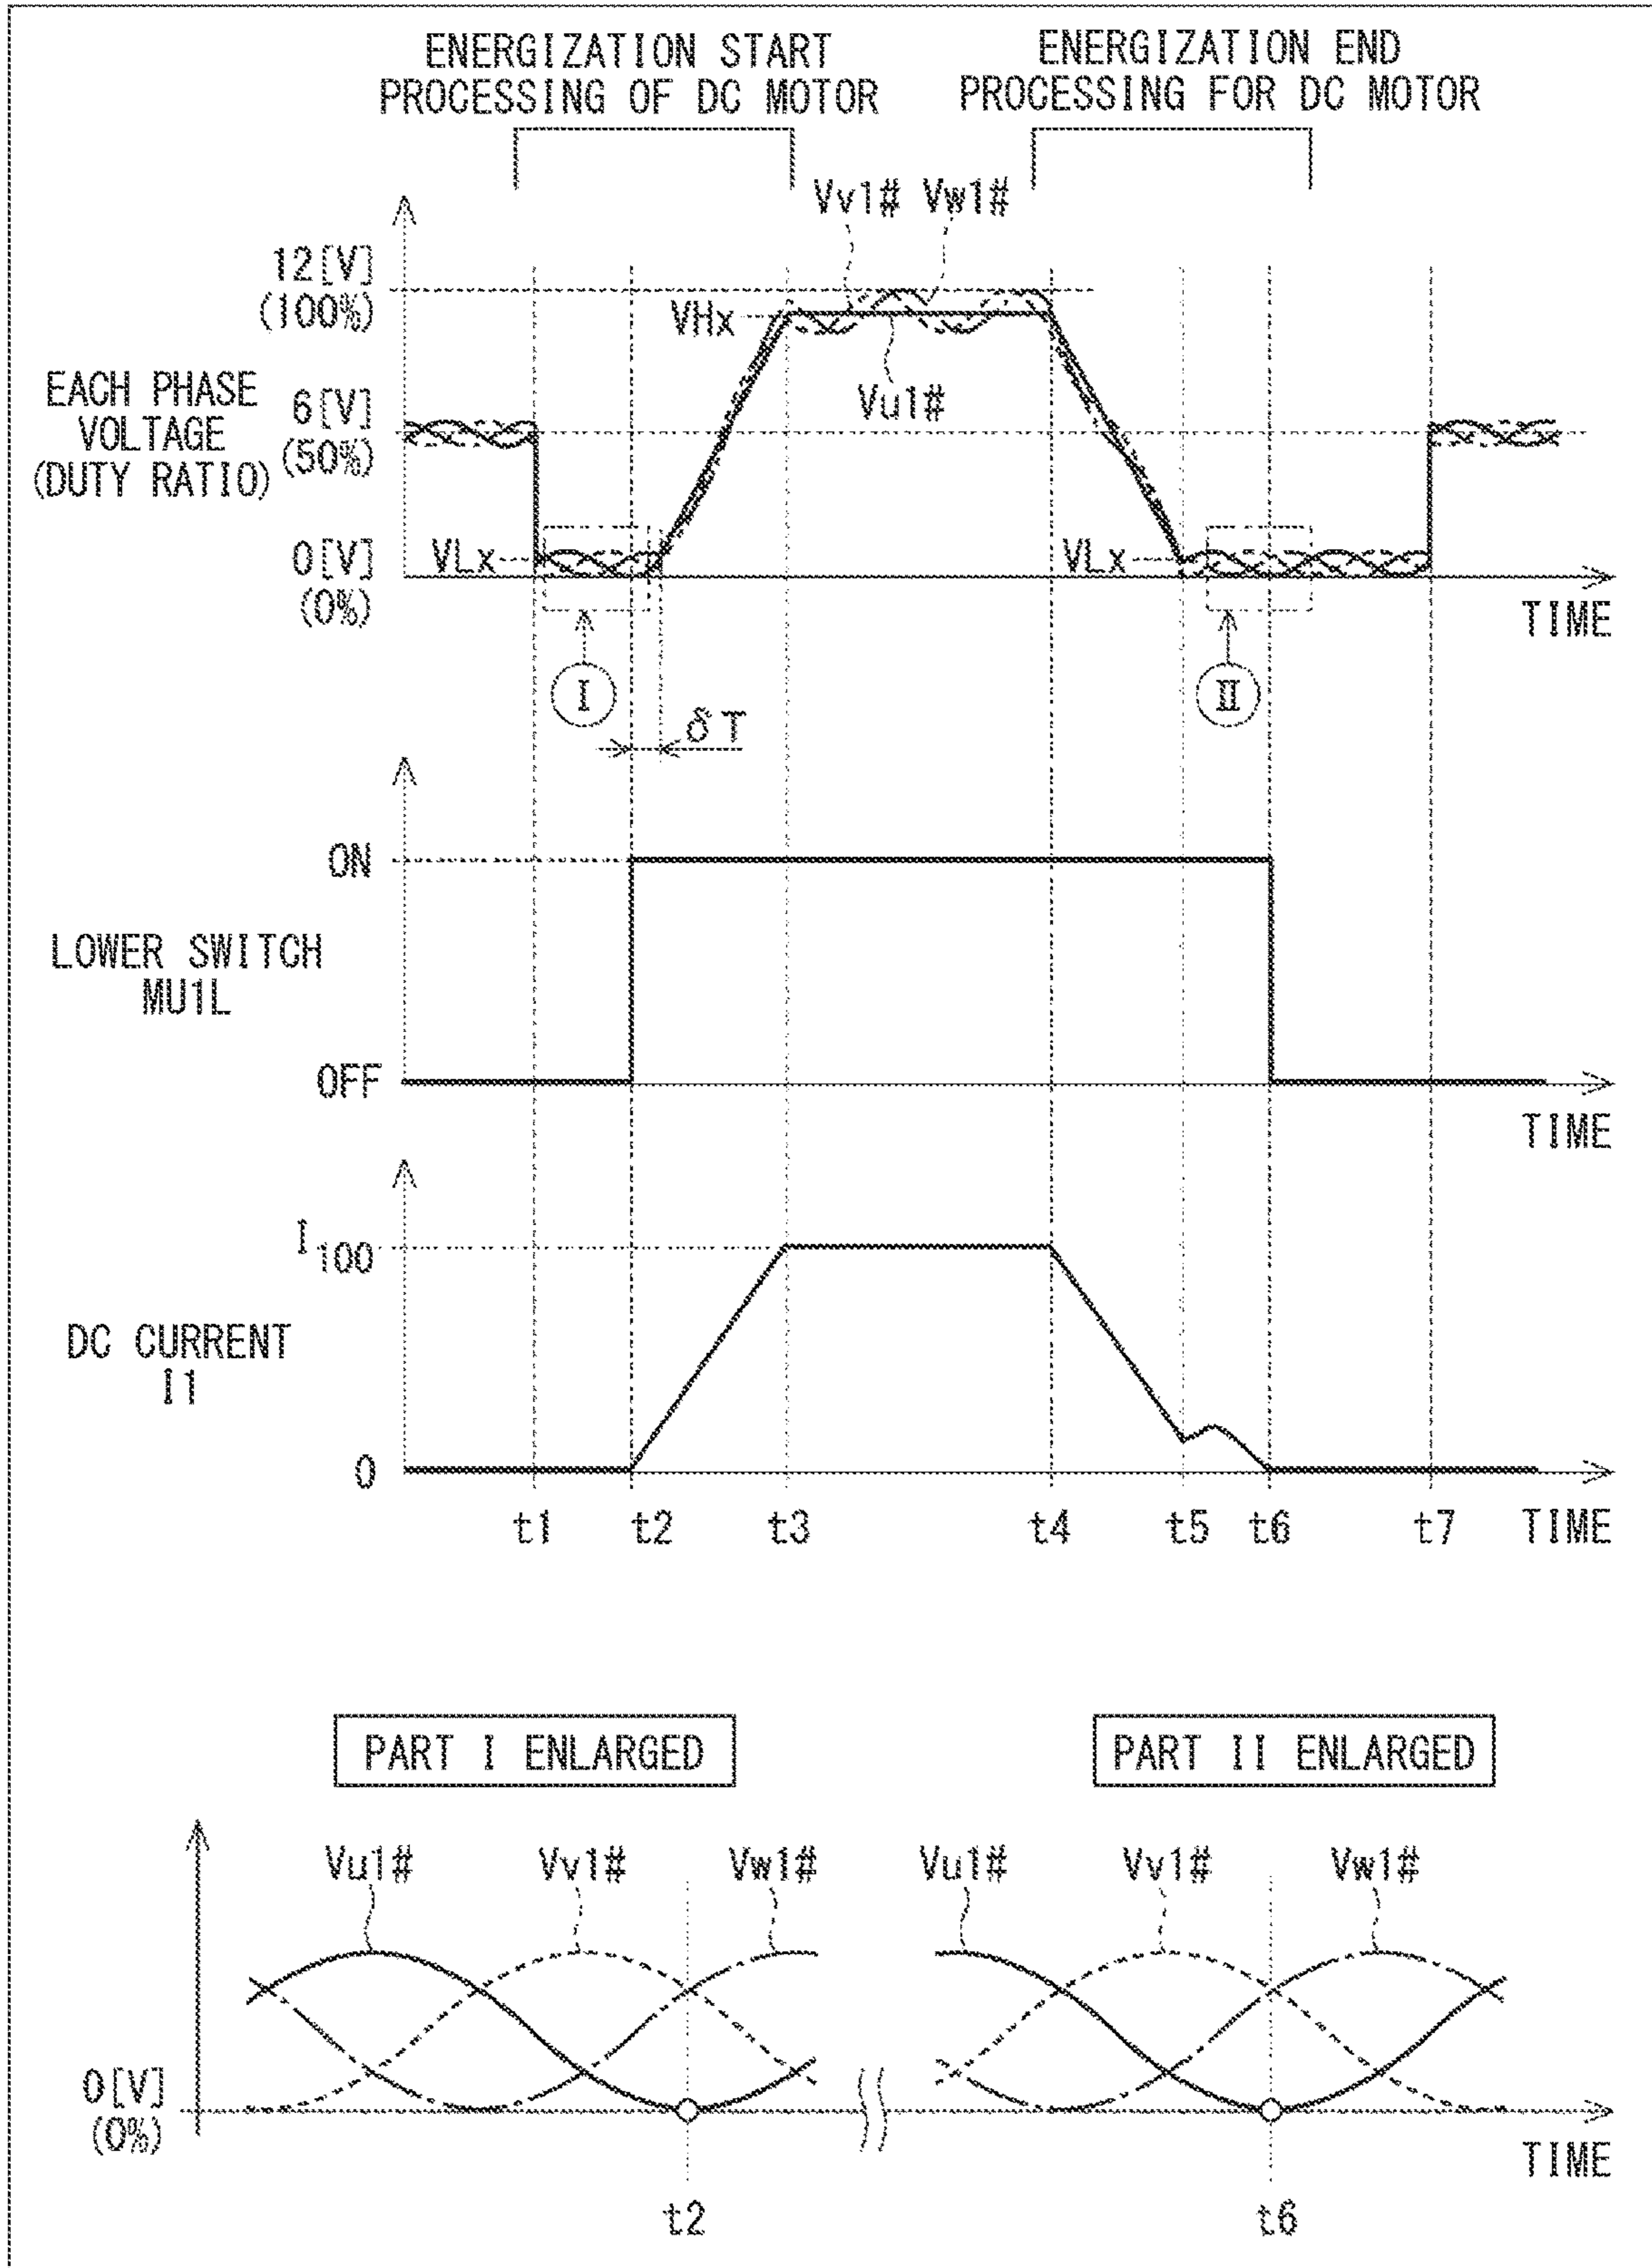 ENERGIZATION START
PROCESSING OF DC MOTOR
ENERGIZATION END
PROCESSING FOR DC MOTOR
Vv1# Vw1#
12[V]
(100%)
VHx
Vu1#
EACH PHASE
VOLTAGE
(DUTY RATIO)
6[V]
(50%)
VLx
VLx
0[V]
(0%)
TIME
I
II
δT
ON
LOWER SWITCH
MU1L
OFF
TIME
I100
DC CURRENT
I1
0
t1 t2 t3 t4 t5 t6 t7 TIME
PART I ENLARGED
PART II ENLARGED
Vu1# Vv1# Vw1# Vu1# Vv1# Vw1#
0[V]
(0%)
TIME
t2 t6